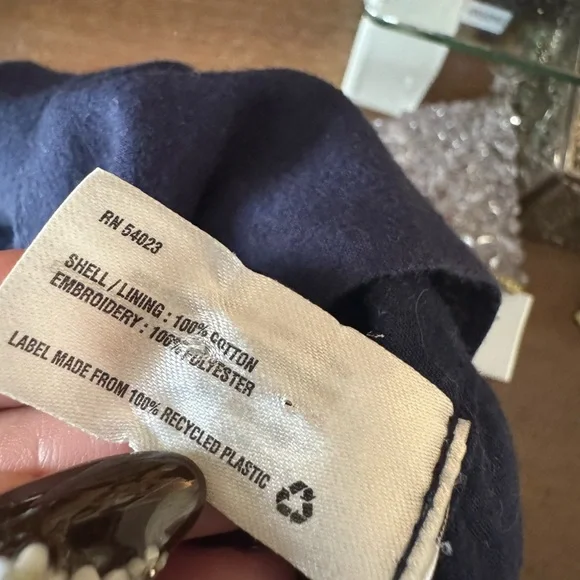 RN 54023
SHELL / LINING : 100% COTTON
EMBROIDERY : 100% POLYESTER
LABEL MADE FROM 100% RECYCLED PLASTIC